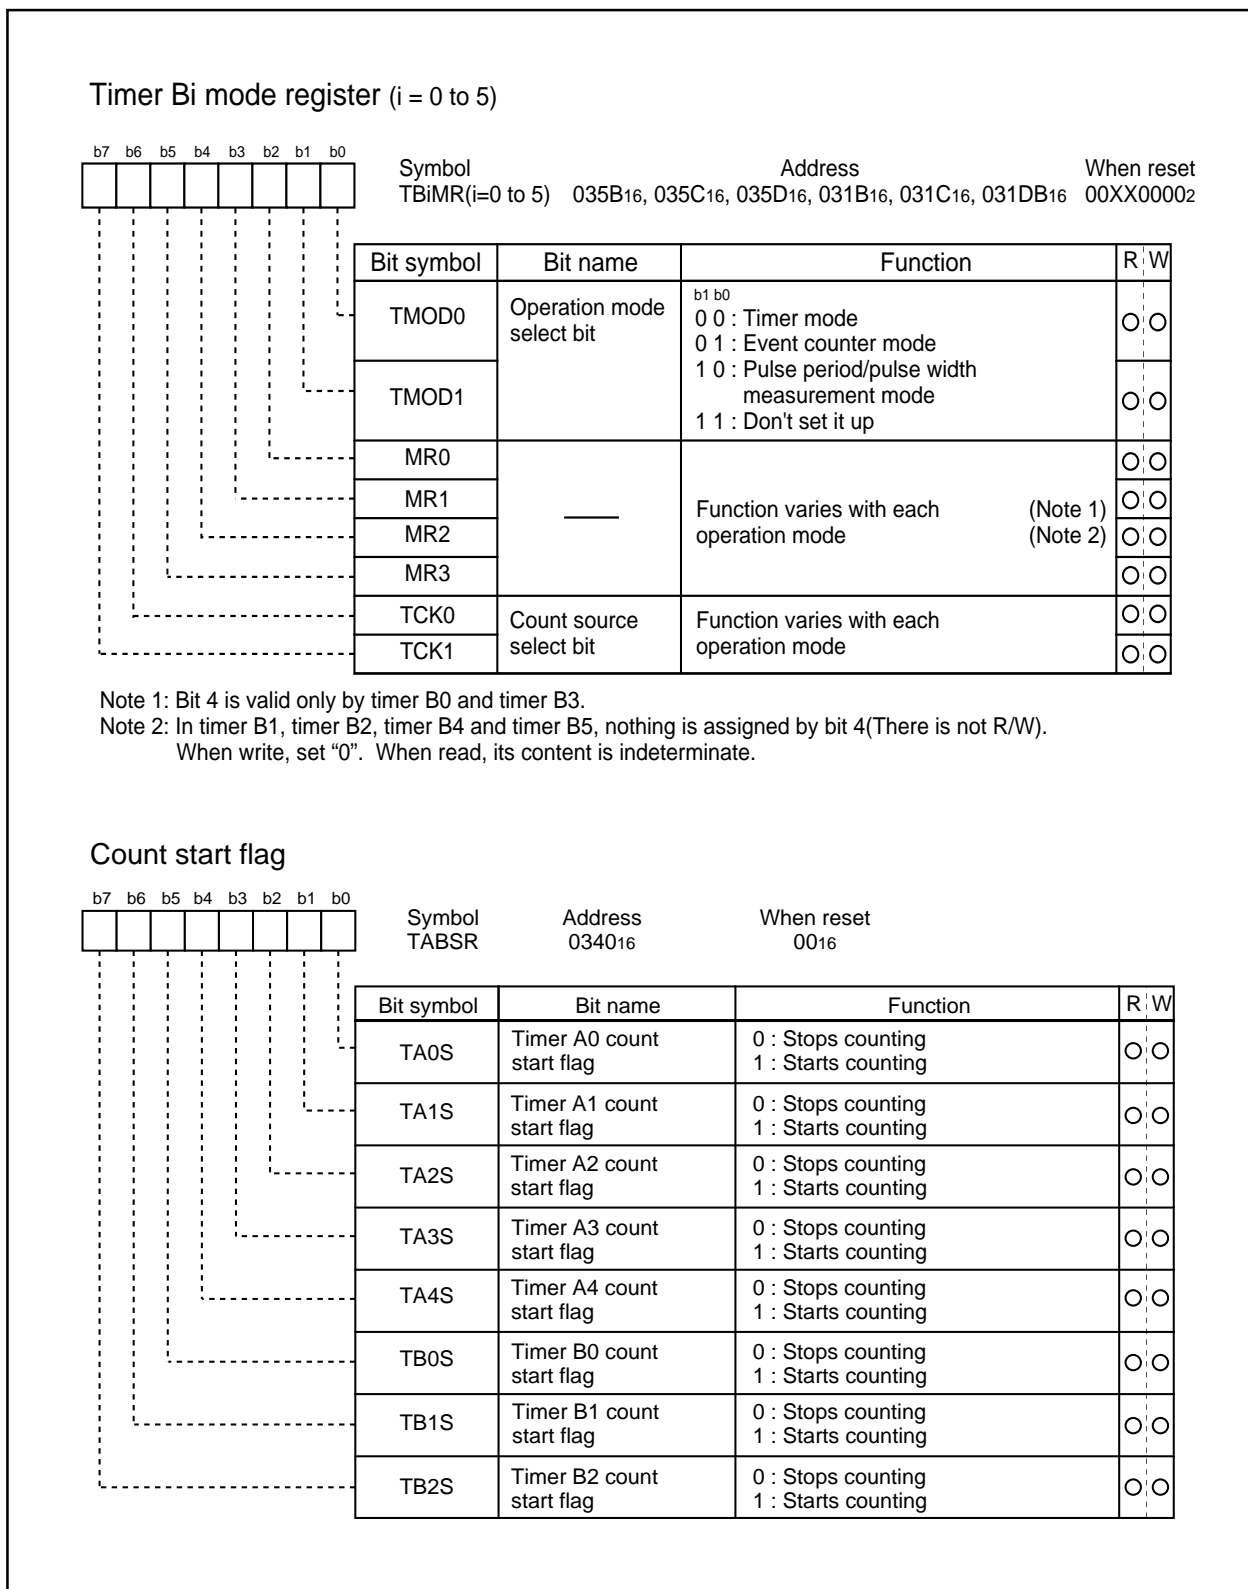 Timer Bi mode register (i = 0 to 5)
b7 b6 b5 b4 b3 b2 b1 b0
Symbol Address When reset
TBiMR(i=0 to 5) 035B16, 035C16, 035D16, 031B16, 031C16, 031DB16 00XX00002
Bit symbol Bit name Function R W
TMOD0 Operation mode select bit
b1 b0
0 0 : Timer mode
0 1 : Event counter mode
1 0 : Pulse period/pulse width
measurement mode
1 1 : Don't set it up
TMOD1
MR0
MR1
MR2
MR3
Function varies with each (Note 1)
operation mode (Note 2)
TCK0
TCK1
Count source
select bit
Function varies with each
operation mode
Note 1: Bit 4 is valid only by timer B0 and timer B3.
Note 2: In timer B1, timer B2, timer B4 and timer B5, nothing is assigned by bit 4(There is not R/W).
When write, set “0”. When read, its content is indeterminate.
Count start flag
b7 b6 b5 b4 b3 b2 b1 b0
Symbol Address When reset
TABSR 034016 0016
Bit symbol Bit name Function R W
TA0S
Timer A0 count
start flag
0 : Stops counting
1 : Starts counting
TA1S
Timer A1 count
start flag
0 : Stops counting
1 : Starts counting
TA2S
Timer A2 count
start flag
0 : Stops counting
1 : Starts counting
TA3S
Timer A3 count
start flag
0 : Stops counting
1 : Starts counting
TA4S
Timer A4 count
start flag
0 : Stops counting
1 : Starts counting
TB0S
Timer B0 count
start flag
0 : Stops counting
1 : Starts counting
TB1S
Timer B1 count
start flag
0 : Stops counting
1 : Starts counting
TB2S
Timer B2 count
start flag
0 : Stops counting
1 : Starts counting